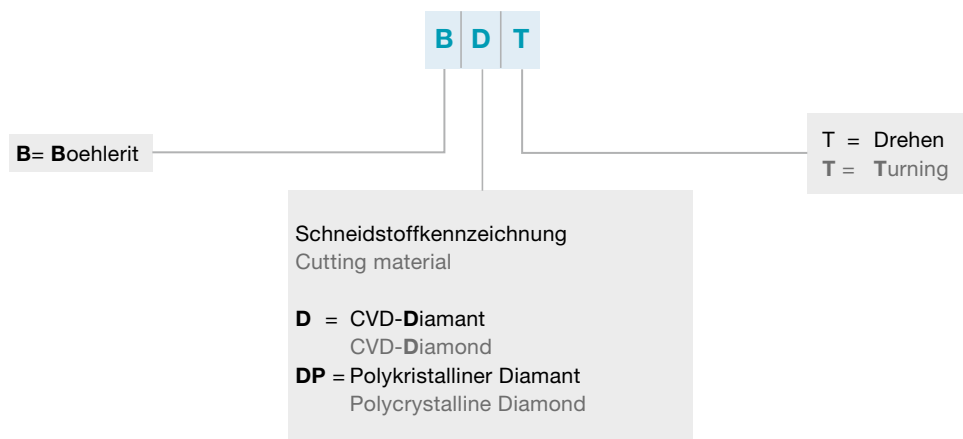 B D T
B= Boehlerit
T = Drehen
T = Turning
Schneidstoffkennzeichnung
Cutting material
D = CVD-Diamant
CVD-Diamond
DP = Polykristalliner Diamant
Polycrystalline Diamond